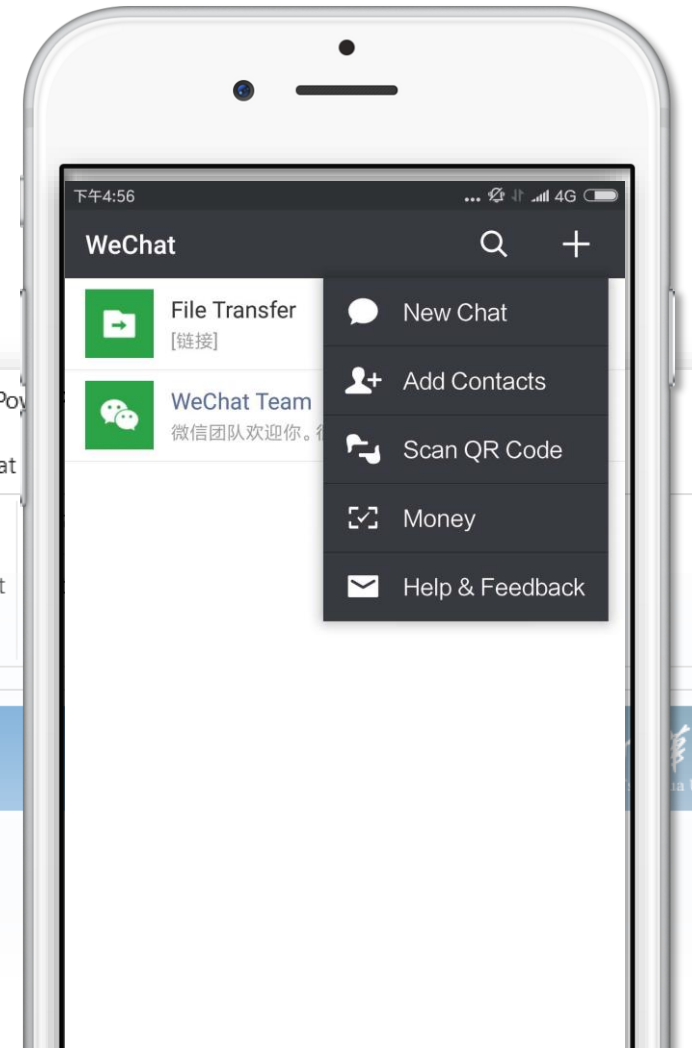 下午4:56 ... 4G
WeChat
File Transfer
[链接]
WeChat Team
微信团队欢迎你。
New Chat
Add Contacts
Scan QR Code
Money
Help & Feedback
at